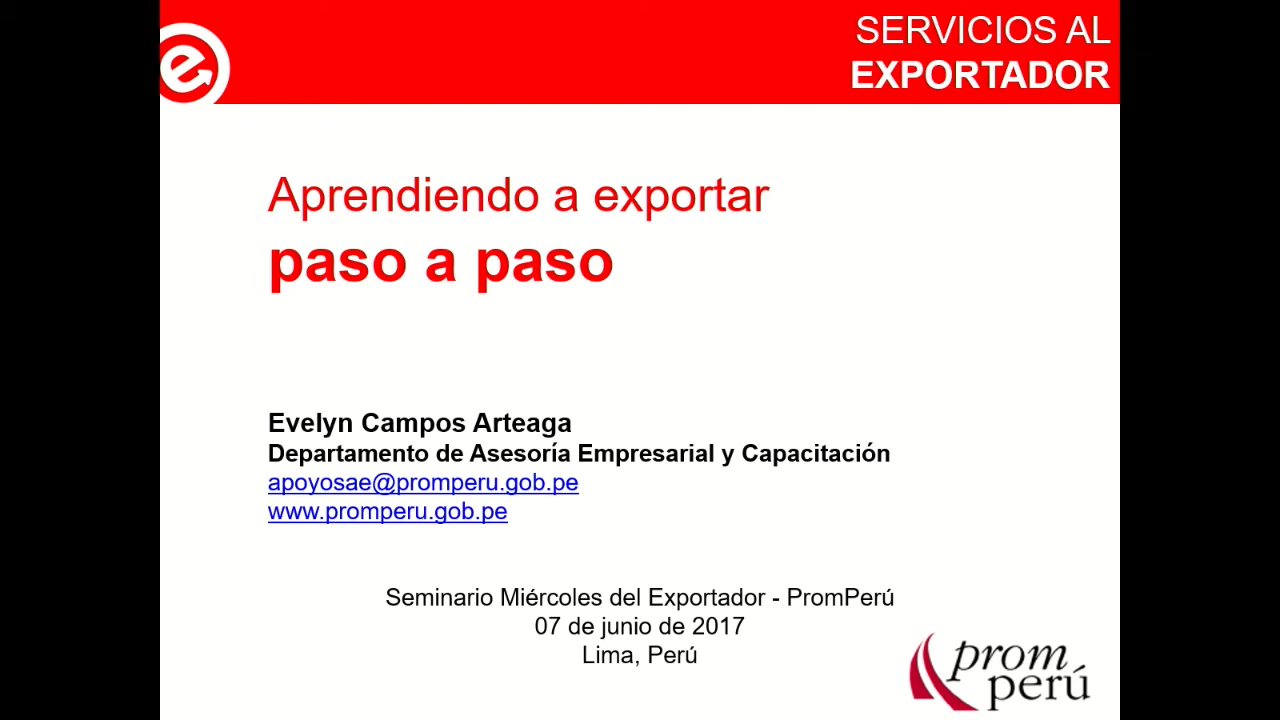 SERVICIOS AL
EXPORTADOR
Aprendiendo a exportar
paso a paso
Evelyn Campos Arteaga
Departamento de Asesoría Empresarial y Capacitación
apoyosae@promperu.gob.pe
www.promperu.gob.pe
Seminario Miércoles del Exportador - PromPerú
07 de junio de 2017
Lima, Perú
prom
perú